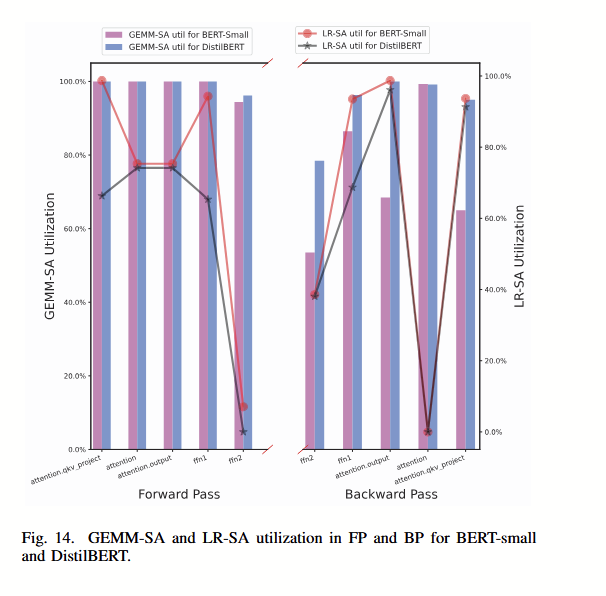 GEMM-SA util for BERT-Small
GEMM-SA util for DistilBERT
LR-SA util for BERT-Small
LR-SA util for DistilBERT
100.0%
80.0%
60.0%
40.0%
20.0%
0.0%
GEMM-SA Utilization
100.0%
80.0%
60.0%
40.0%
20.0%
0.0%
LR-SA Utilization
attention.qkv_project
attention
attention.output
ffn1
ffn2
ffn2
ffn1
attention.output
attention
attention.qkv_project
Forward Pass
Backward Pass
Fig. 14. GEMM-SA and LR-SA utilization in FP and BP for BERT-small
and DistilBERT.